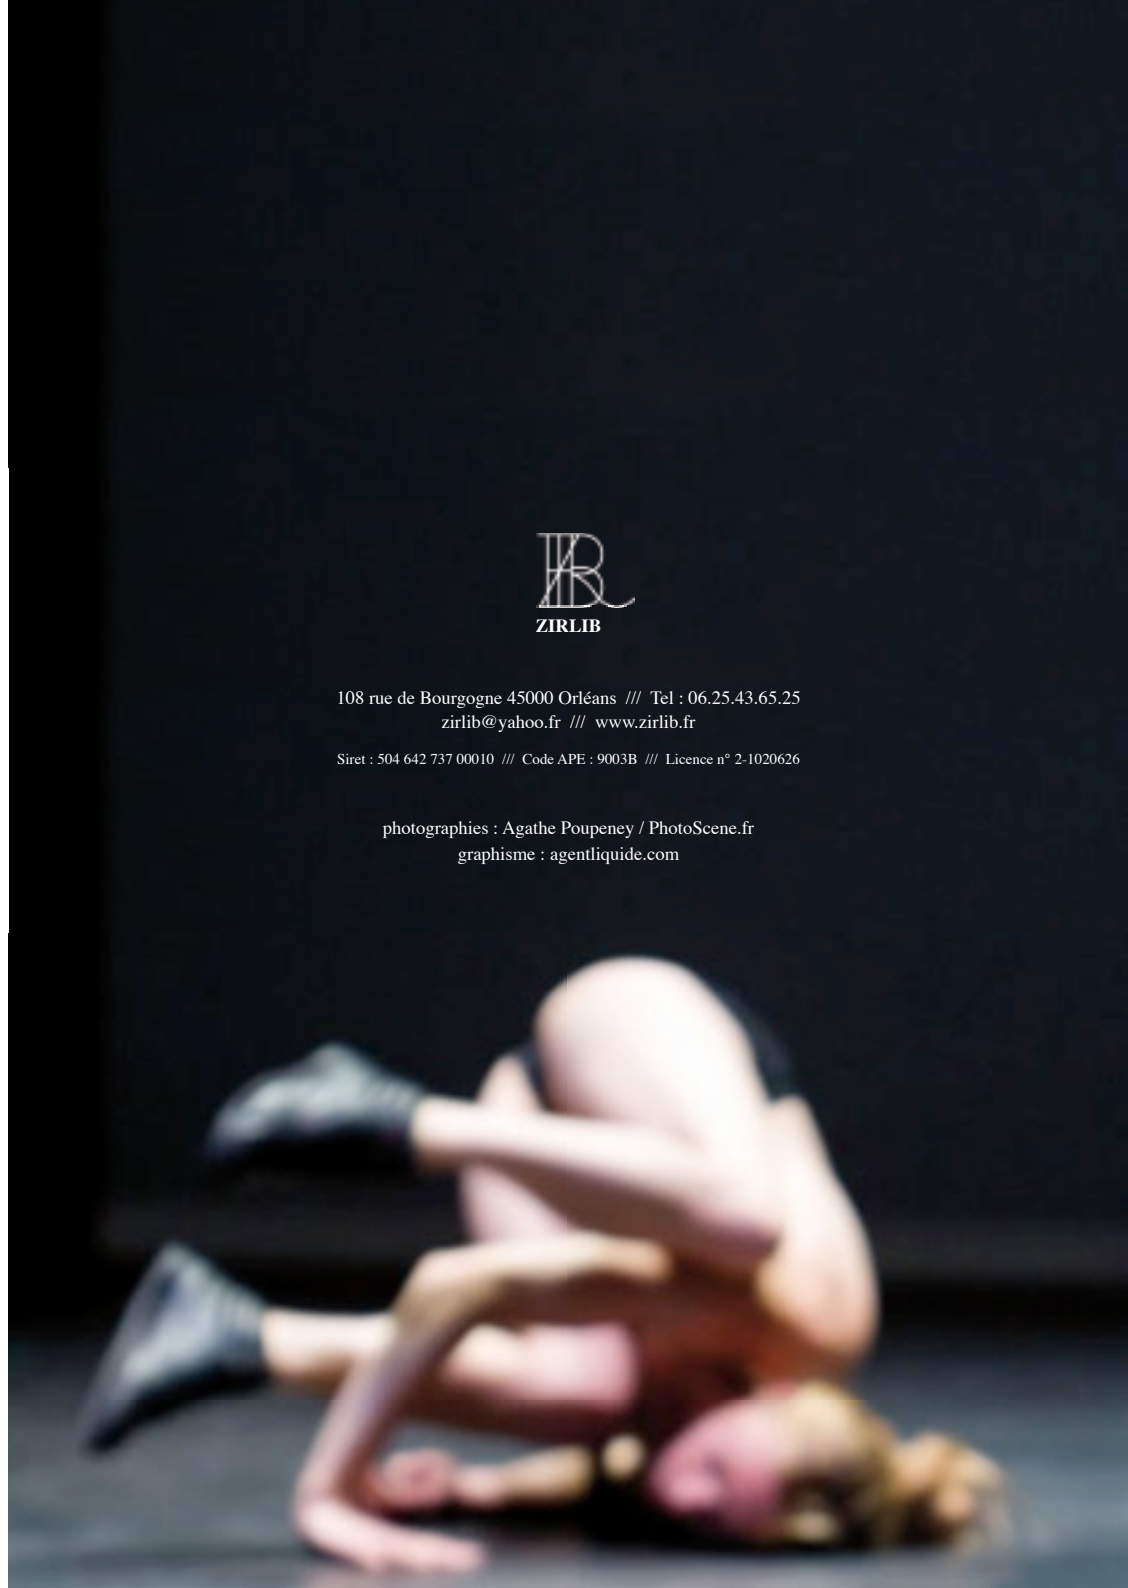 ZIRLIB
108 rue de Bourgogne 45000 Orléans /// Tel : 06.25.43.65.25
zirlib@yahoo.fr /// www.zirlib.fr
Siret : 504 642 737 00010 /// Code APE : 9003B /// Licence n° 2-1020626
photographies : Agathe Poupeney / PhotoScene.fr
graphisme : agentliquide.com